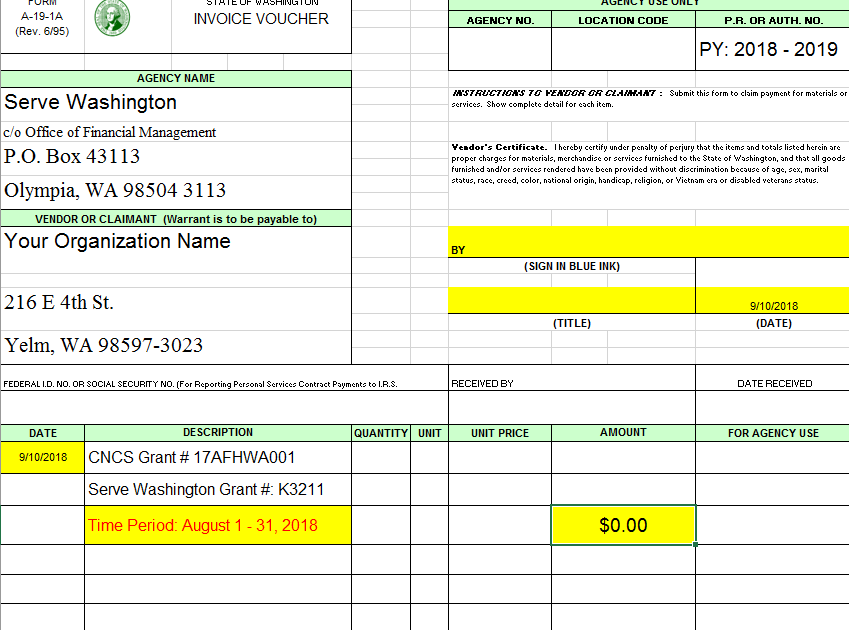 FORM
A-19-1A
(Rev. 6/95)
STATE OF WASHINGTON
INVOICE VOUCHER
AGENCY USE ONLY
AGENCY NO. LOCATION CODE P.R. OR AUTH. NO.
PY: 2018 - 2019
AGENCY NAME
Serve Washington
c/o Office of Financial Management
P.O. Box 43113
Olympia, WA 98504 3113
INSTRUCTIONS TO VENDOR OR CLAIMANT : Submit this form to claim payment for materials or
services. Show complete detail for each item.
Vendor's Certificate. I hereby certify under penalty of perjury that the items and totals listed herein are
proper charges for materials, merchandise or services furnished to the State of Washington, and that all goods
furnished and/or services rendered have been provided without discrimination because of age, sex, marital
status, race, creed, color, national origin, handicap, religion, or Vietnam era or disabled veterans status.
VENDOR OR CLAIMANT (Warrant is to be payable to)
Your Organization Name
216 E 4th St.
Yelm, WA 98597-3023
BY
(SIGN IN BLUE INK)
9/10/2018
(TITLE) (DATE)
FEDERAL I.D. NO. OR SOCIAL SECURITY NO. (For Reporting Personal Services Contract Payments to I.R.S.
RECEIVED BY DATE RECEIVED
DATE DESCRIPTION QUANTITY UNIT UNIT PRICE AMOUNT FOR AGENCY USE
9/10/2018 CNCS Grant # 17AFHWA001
Serve Washington Grant #: K3211
Time Period: August 1 - 31, 2018 $0.00